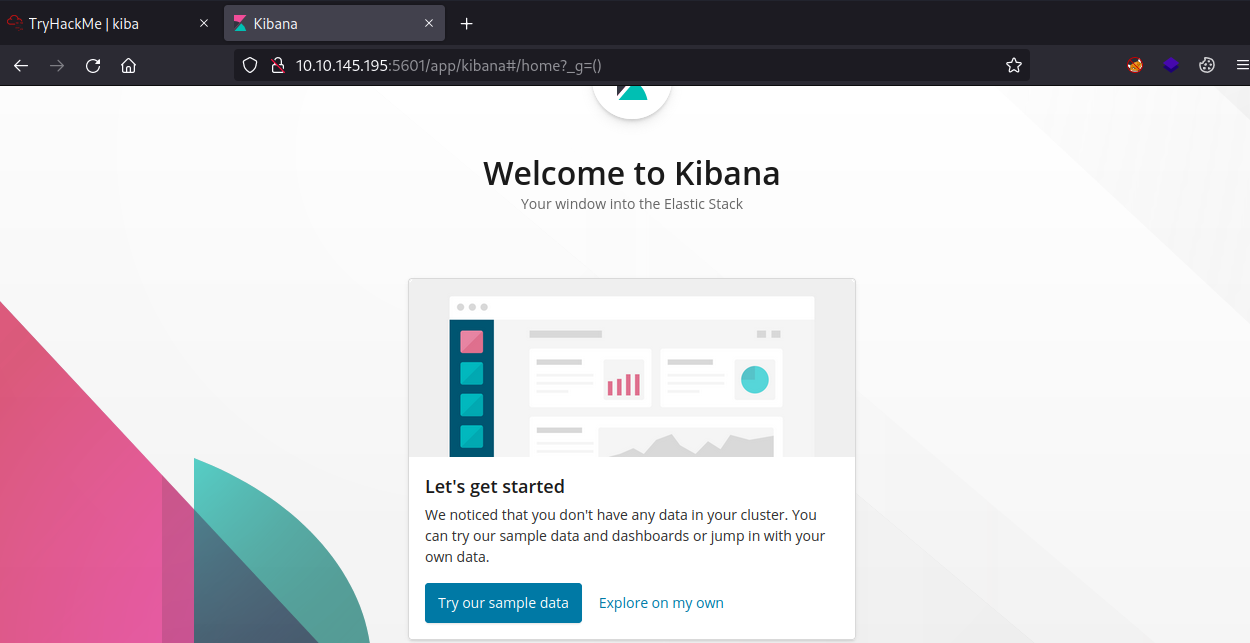 TryHackMe | kiba
Kibana
10.10.145.195:5601/app/kibana#/home?_g=()
Welcome to Kibana
Your window into the Elastic Stack
Let's get started
We noticed that you don't have any data in your cluster. You
can try our sample data and dashboards or jump in with your
own data.
Try our sample data
Explore on my own